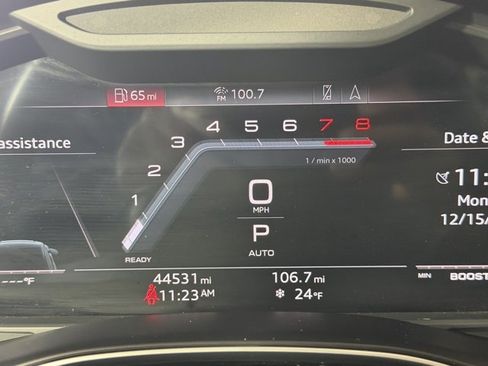 65 mi FM 100.7
assistance 1 2 3 4 5 6 7 8 Date &
1 / min x 1000
11:
0
MPH
Mon
12/15/
P
READY AUTO
---°F 44531 mi 106.7 mi MIN BOOST
11:23 AM 24°F